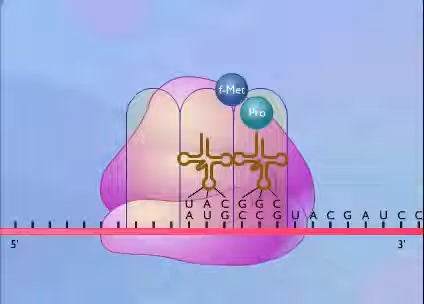 f-Met
Pro
U A C G G C
A U G C C G U A C G A U C C
5' 3'